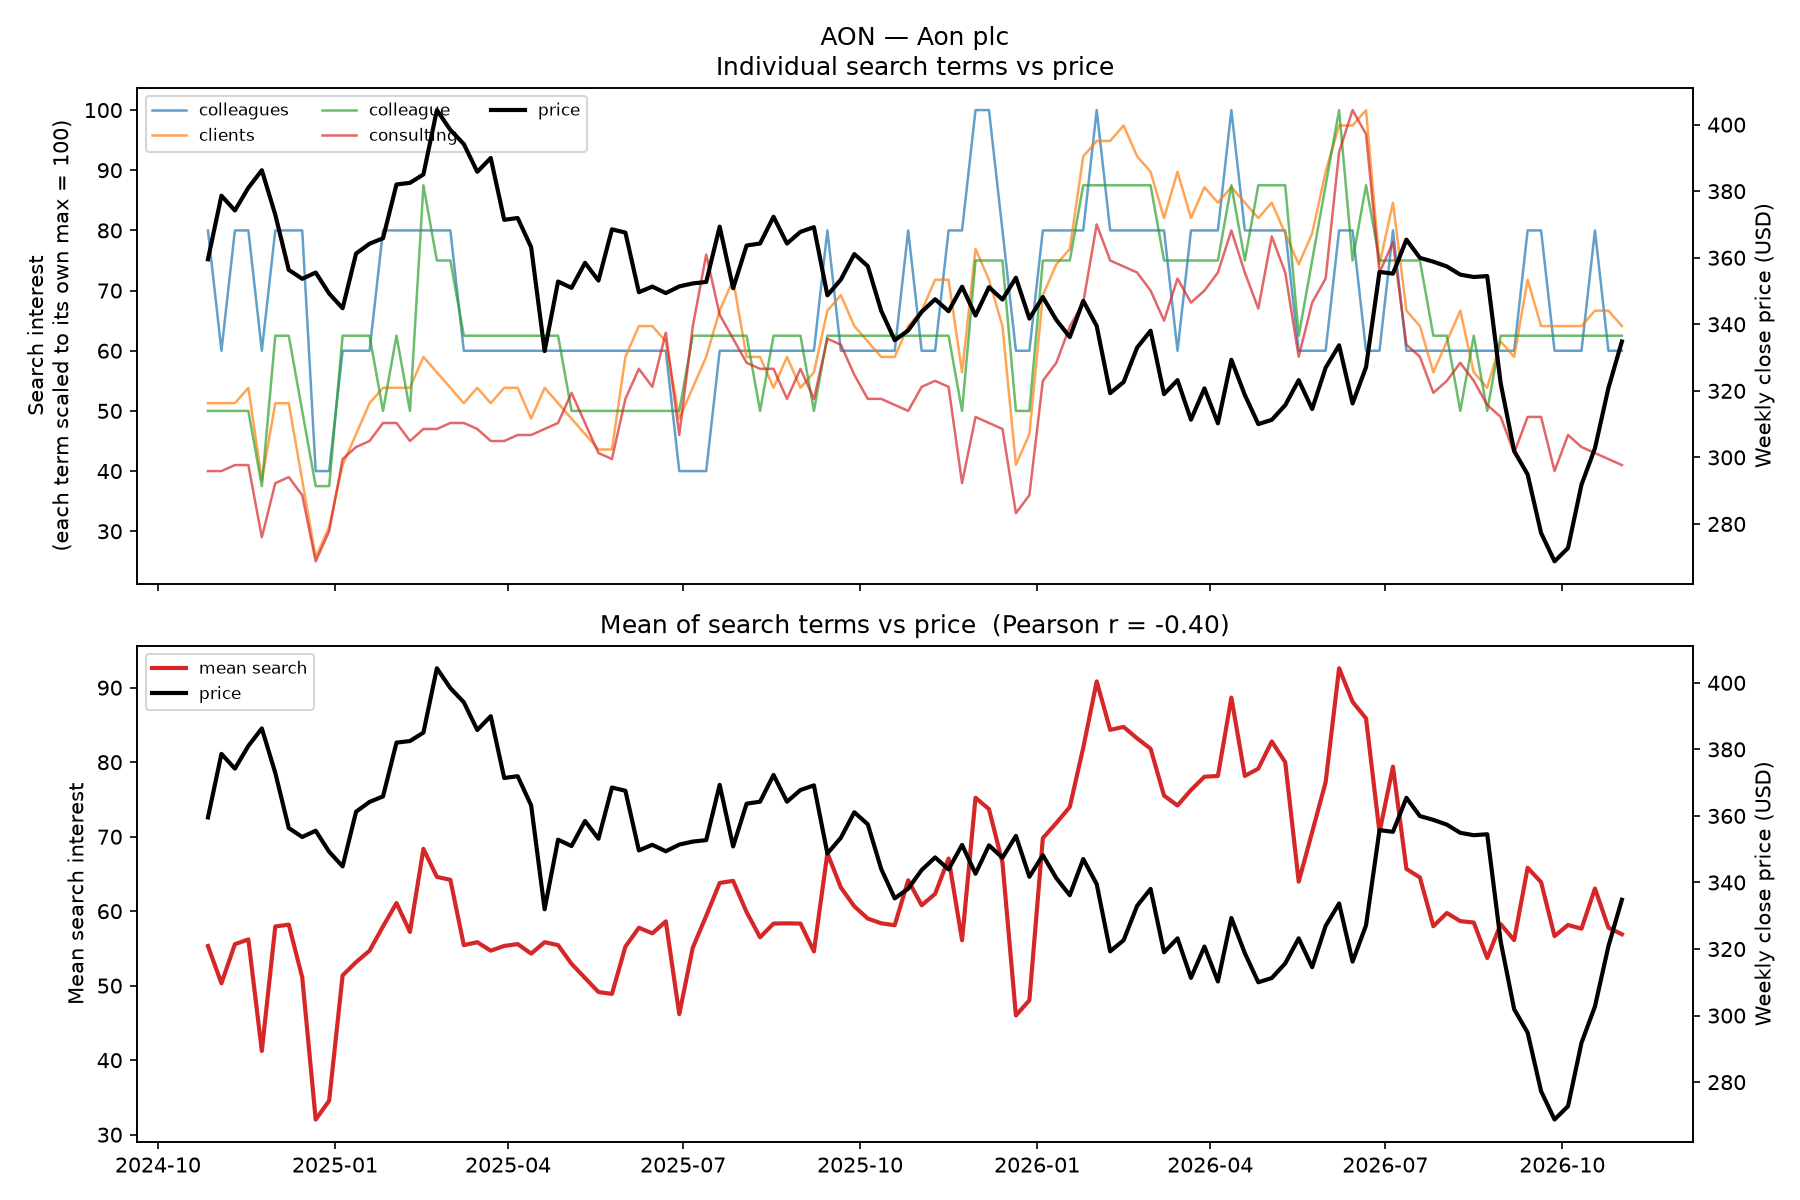 AON — Aon plc
Individual search terms vs price
colleagues
clients
colleague
consulting
price
Search interest
(each term scaled to its own max = 100)
100
90
80
70
60
50
40
30
Weekly close price (USD)
400
380
360
340
320
300
280
Mean of search terms vs price (Pearson r = -0.40)
mean search
price
Mean search interest
90
80
70
60
50
40
30
Weekly close price (USD)
400
380
360
340
320
300
280
2024-10
2025-01
2025-04
2025-07
2025-10
2026-01
2026-04
2026-07
2026-10